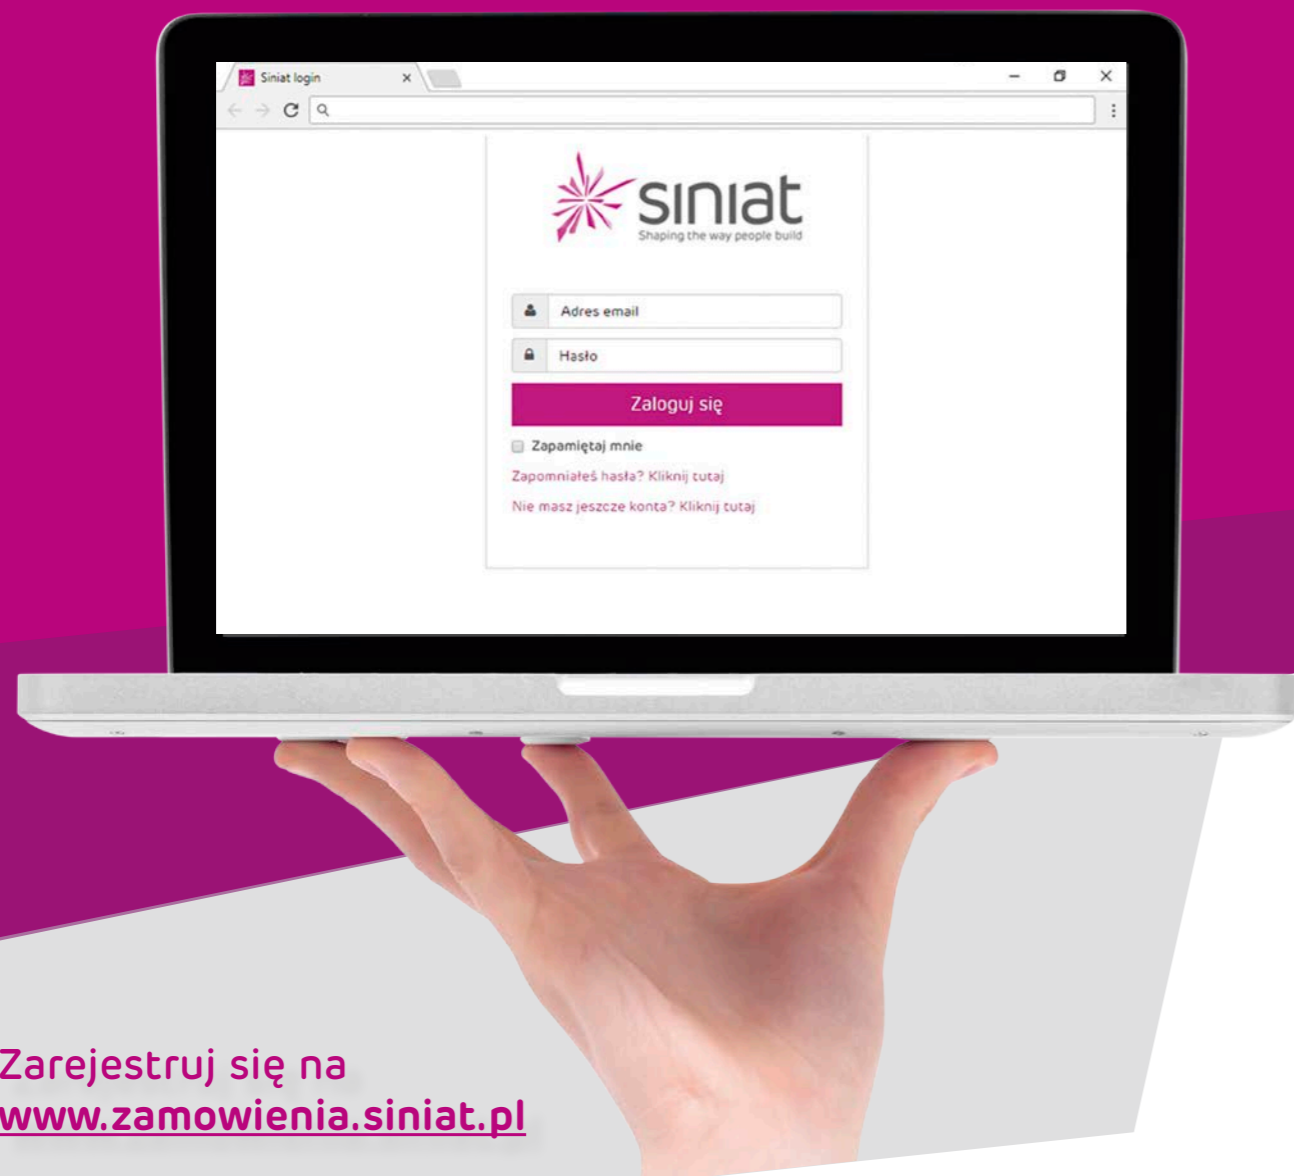 Siniat login
siniat
Shaping the way people build
Adres email
Hasło
Zaloguj się
Zapamiętaj mnie
Zapomniałeś hasła? Kliknij tutaj
Nie masz jeszcze konta? Kliknij tutaj
Zarejestruj się na
www.zamowienia.siniat.pl